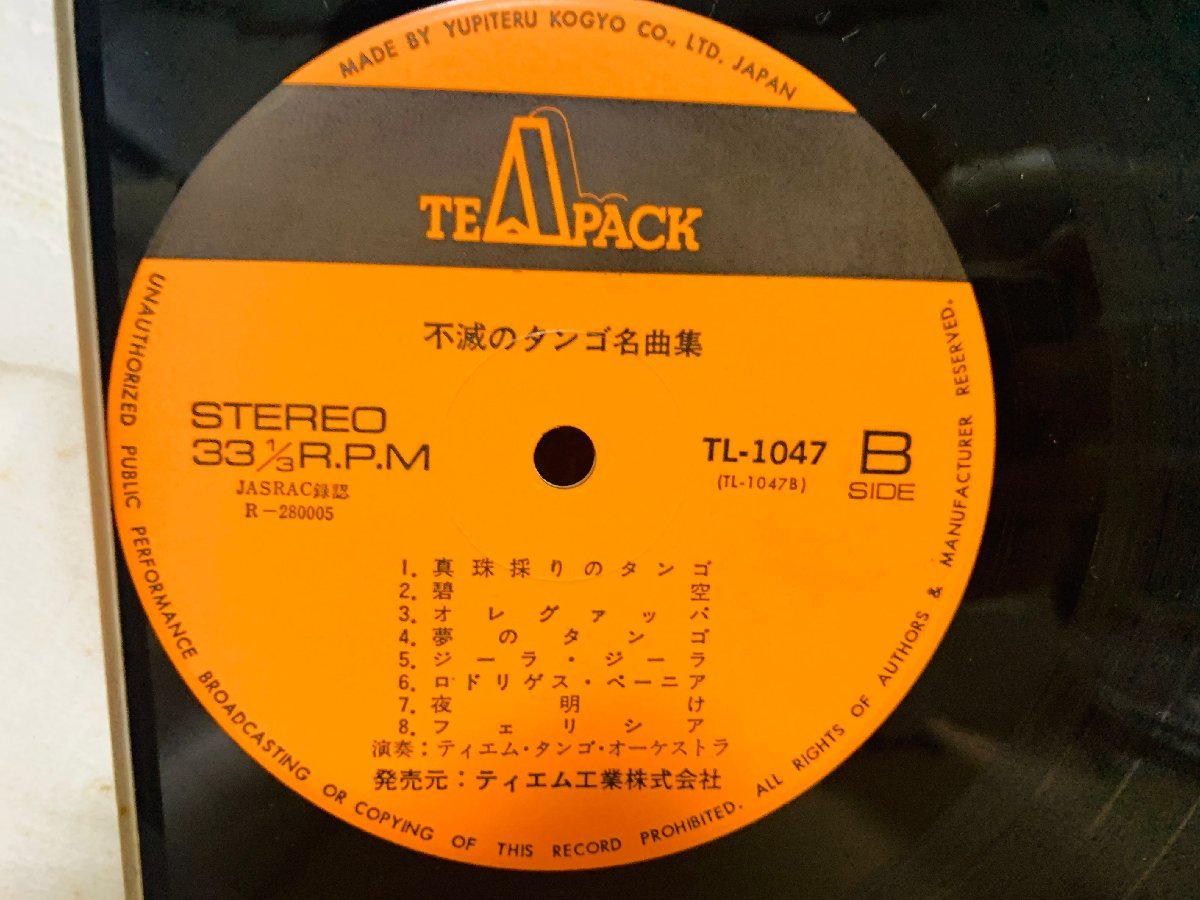 MADE BY YUPITERU KOGYO CO., LTD. JAPAN
TEAPACK
不滅のタンゴ名曲集
STEREO
33 1/3 R.P.M
JASRAC録認
R-280005
TL-1047
(TL-1047B)
B
SIDE
1. 真珠採りのタンゴ
2. 碧空
3. オレグァッパ
4. 夢のタンゴ
5. ジーラ・ジーラ
6. ロドリゲス・ペーニア
7. 夜明け
8. フェリシア
演奏：ティエム・タンゴ・オーケストラ
発売元：ティエム工業株式会社
UNAUTHORIZED PUBLIC PERFORMANCE BROADCASTING OR COPYING OF THIS RECORD PROHIBITED. ALL RIGHTS OF AUTHORS & MANUFACTURER RESERVED.